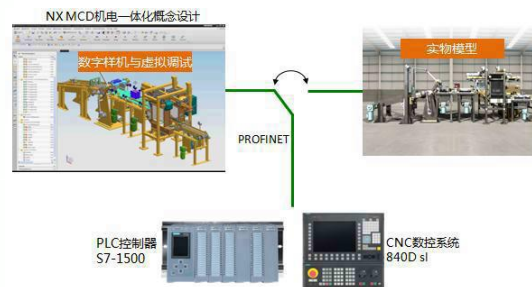 NX MCD机电一体化概念设计
数字样机与虚拟调试
实物模型
PROFINET
PLC控制器
S7-1500
CNC数控系统
840D sl